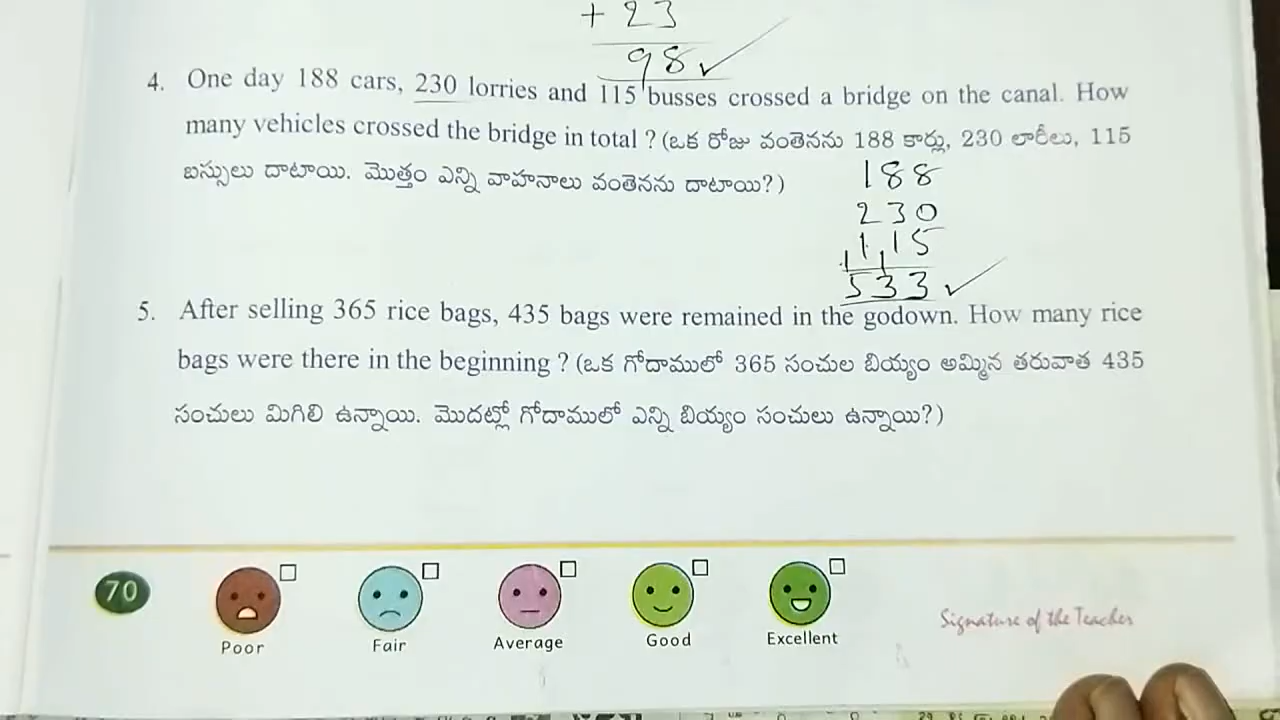 + 23
98✓
4. One day 188 cars, 230 lorries and 115 busses crossed a bridge on the canal. How
many vehicles crossed the bridge in total ? (ఒక రోజు వంతెనను 188 కార్లు, 230 లారీలు, 115
బస్సులు దాటాయి. మొత్తం ఎన్ని వాహనాలు వంతెనను దాటాయి?)
188
230
115
1 1
533✓
5. After selling 365 rice bags, 435 bags were remained in the godown. How many rice
bags were there in the beginning ? (ఒక గోదాములో 365 సంచుల బియ్యం అమ్మిన తరువాత 435
సంచులు మిగిలి ఉన్నాయి. మొదట్లో గోదాములో ఎన్ని బియ్యం సంచులు ఉన్నాయి?)
70
Poor Fair Average Good Excellent
Signature of the Teacher